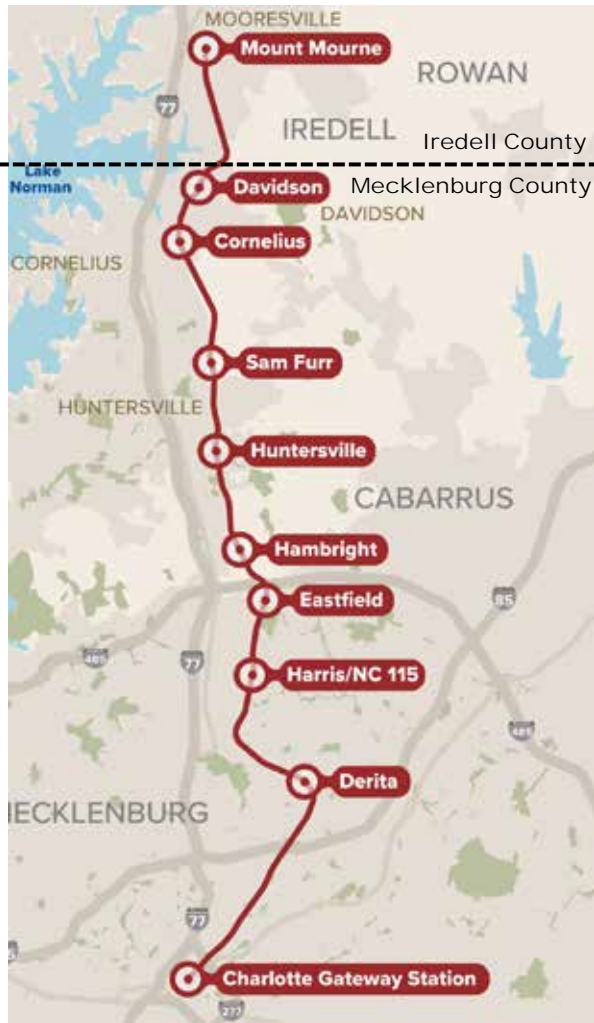 MOORESVILLE
Mount Mourne
ROWAN
77
IREDELL
Iredell County
Lake
Norman
Davidson
Mecklenburg County
DAVIDSON
Cornelius
CORNELIUS
Sam Furr
HUNTERSVILLE
Huntersville
CABARRUS
Hambright
Eastfield
85
485
77
Harris/NC 115
485
Derita
MECKLENBURG
77
Charlotte Gateway Station
277